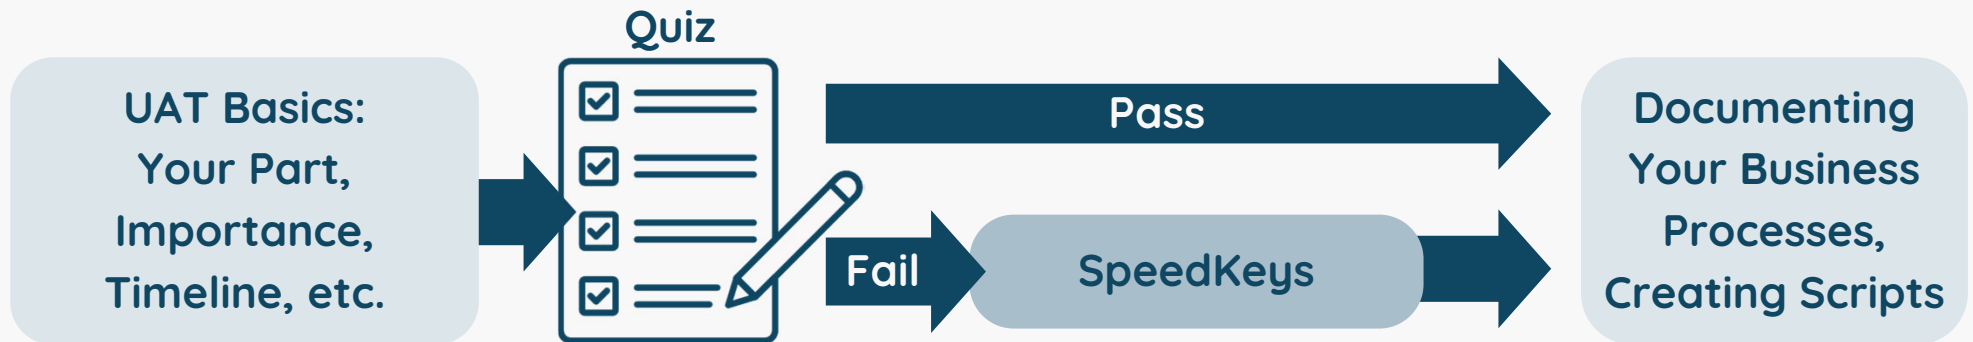 Quiz
UAT Basics:
Your Part,
Importance,
Timeline, etc.
Pass
Fail
SpeedKeys
Documenting
Your Business
Processes,
Creating Scripts